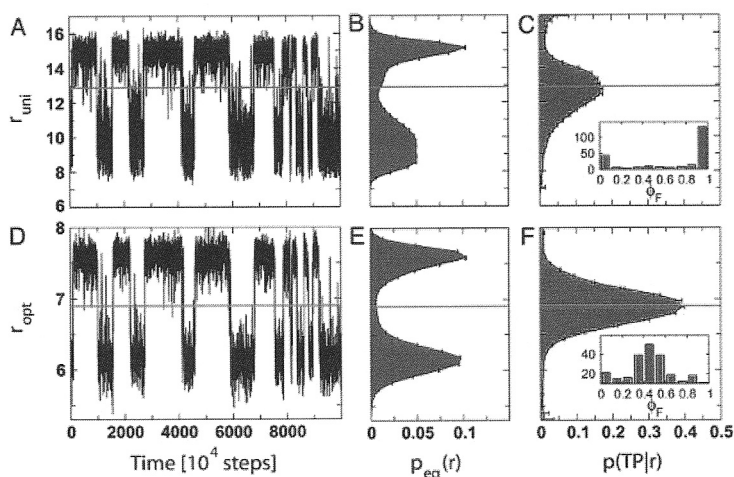 A
16
14
12
10
8
6
r_uni
B
C
150
100
50
0
0 0.2 0.4 0.6 0.8 1
ϕ_F
D
8
7
6
r_opt
0 2000 4000 6000 8000
Time [10^4 steps]
E
0 0.05 0.1
p_eq(r)
F
40
20
0 0.2 0.4 0.6 0.8 1
ϕ_F
0 0.1 0.2 0.3 0.4 0.5
p(TP|r)